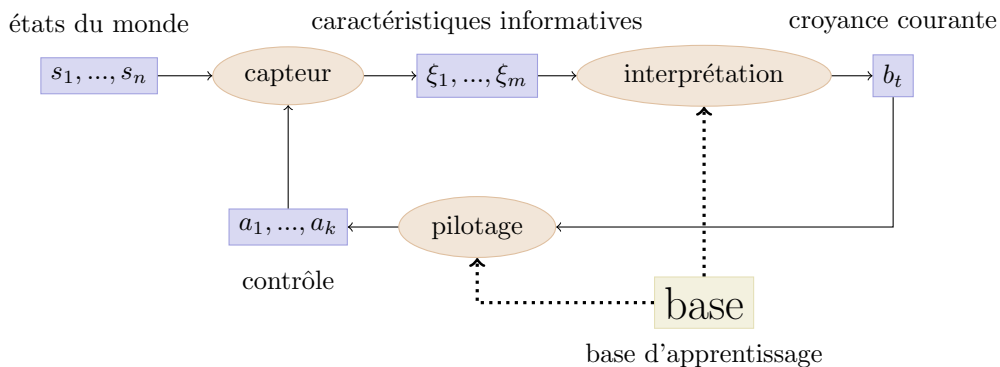 états du monde
caractéristiques informatives
croyance courante
s₁, ..., sₙ
capteur
ξ₁, ..., ξₘ
interprétation
bₜ
a₁, ..., aₖ
pilotage
contrôle
base
base d'apprentissage